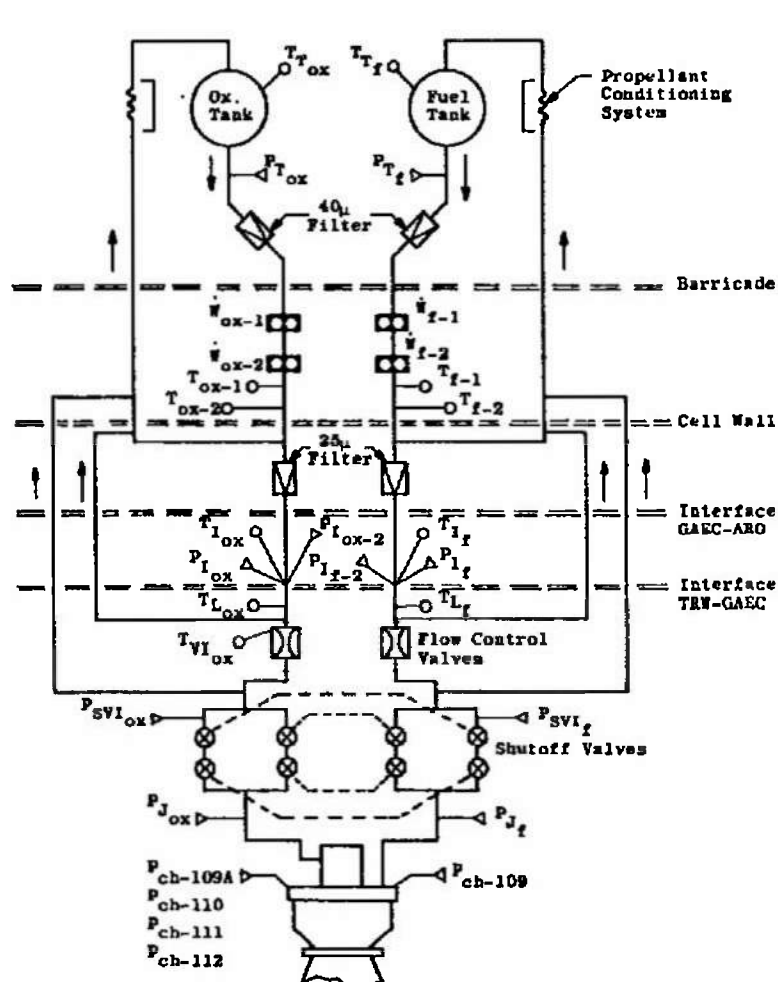 T_Tox
T_Tf
Ox.
Tank
Fuel
Tank
Propellant
Conditioning
System
P_Tox
P_Tf
40μ
Filter
Barricade
Ẇ_ox-1
Ẇ_f-1
Ẇ_ox-2
Ẇ_f-2
T_ox-1
T_f-1
T_ox-2
T_f-2
Cell Wall
25μ
Filter
Interface
GAEC-ARO
T_Iox
P_Iox-2
T_If
P_Iox
P_If-2
P_If
Interface
TRW-GAEC
T_Lox
T_Lf
T_VIox
Flow Control
Valves
P_SVIox
P_SVIf
Shutoff Valves
P_Jox
P_Jf
P_ch-109A
P_ch-109
P_ch-110
P_ch-111
P_ch-112